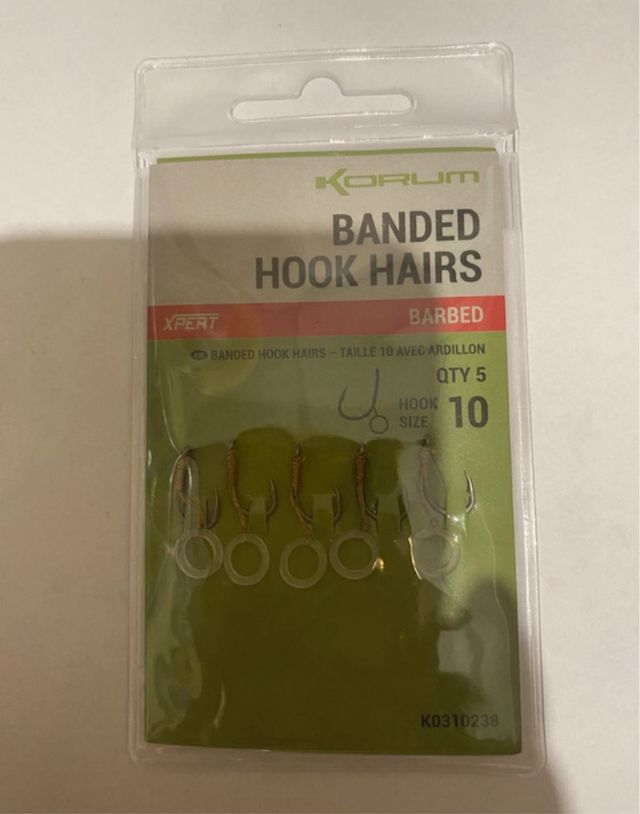 KORUM
BANDED
HOOK HAIRS
XPERT BARBED
FR BANDED HOOK HAIRS – TAILLE 10 AVEC ARDILLON
QTY 5
HOOK SIZE 10
K0310238